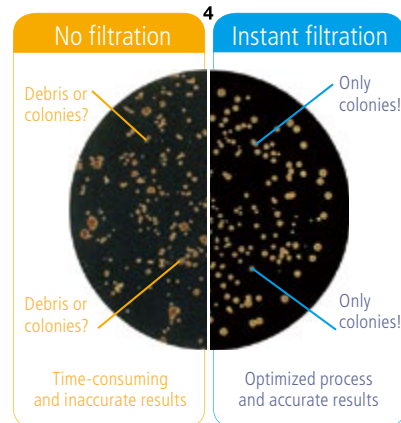 4
No filtration
Instant filtration
Debris or
colonies?
Only
colonies!
Debris or
colonies?
Only
colonies!
Time-consuming
and inaccurate results
Optimized process
and accurate results